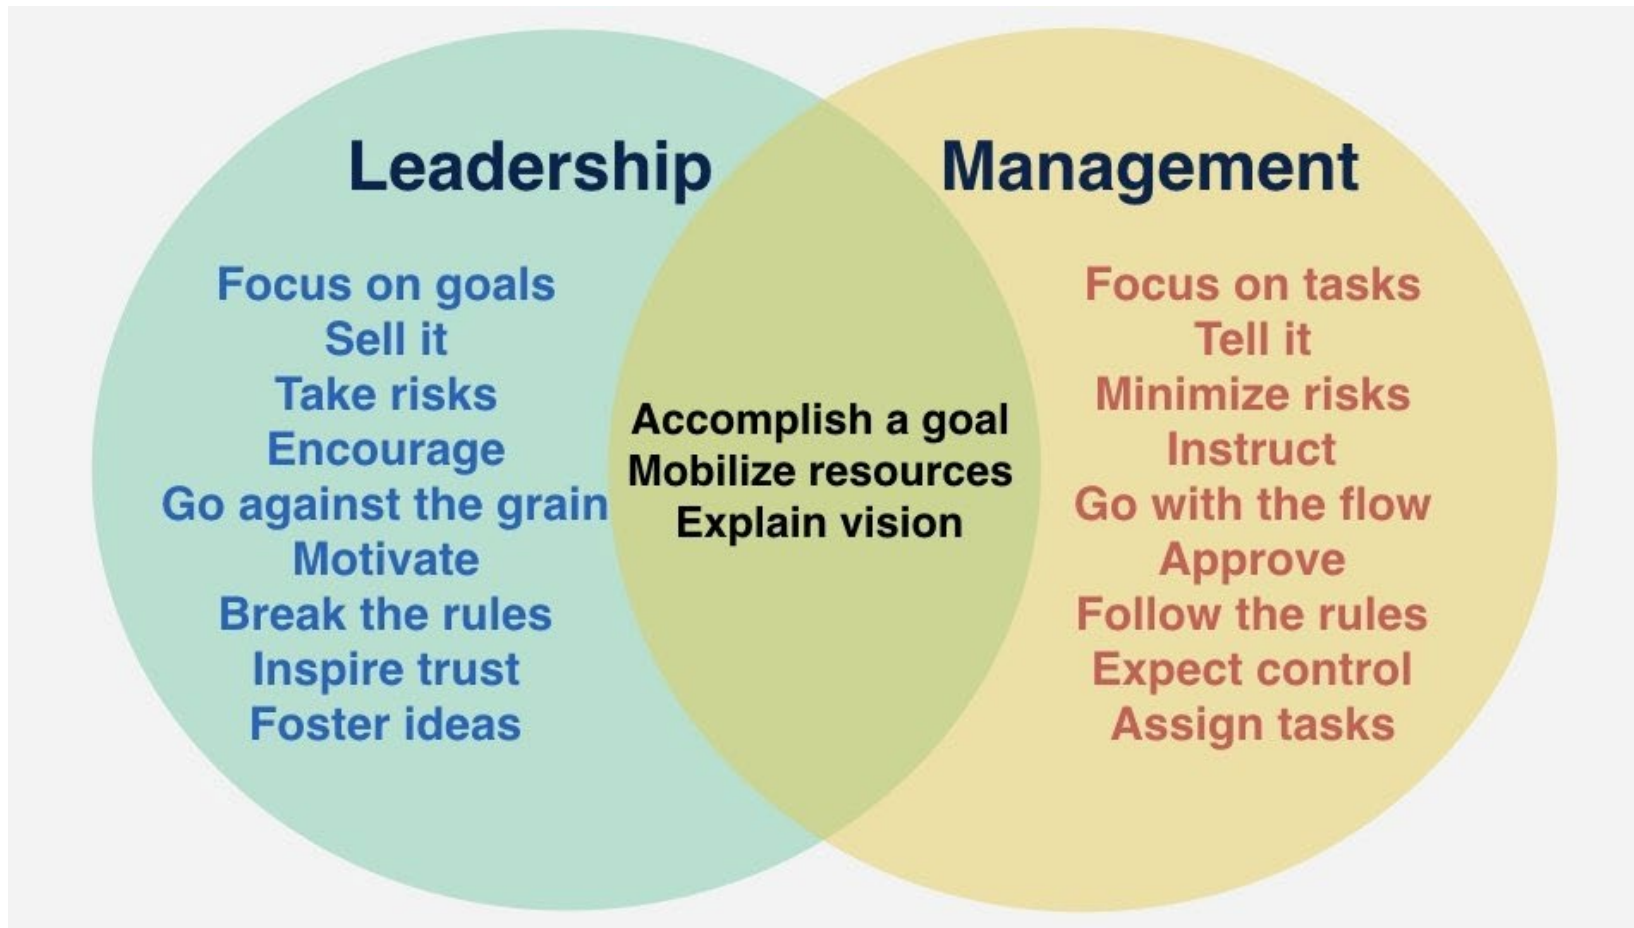 Leadership
Management
Focus on goals
Sell it
Take risks
Encourage
Go against the grain
Motivate
Break the rules
Inspire trust
Foster ideas
Accomplish a goal
Mobilize resources
Explain vision
Focus on tasks
Tell it
Minimize risks
Instruct
Go with the flow
Approve
Follow the rules
Expect control
Assign tasks